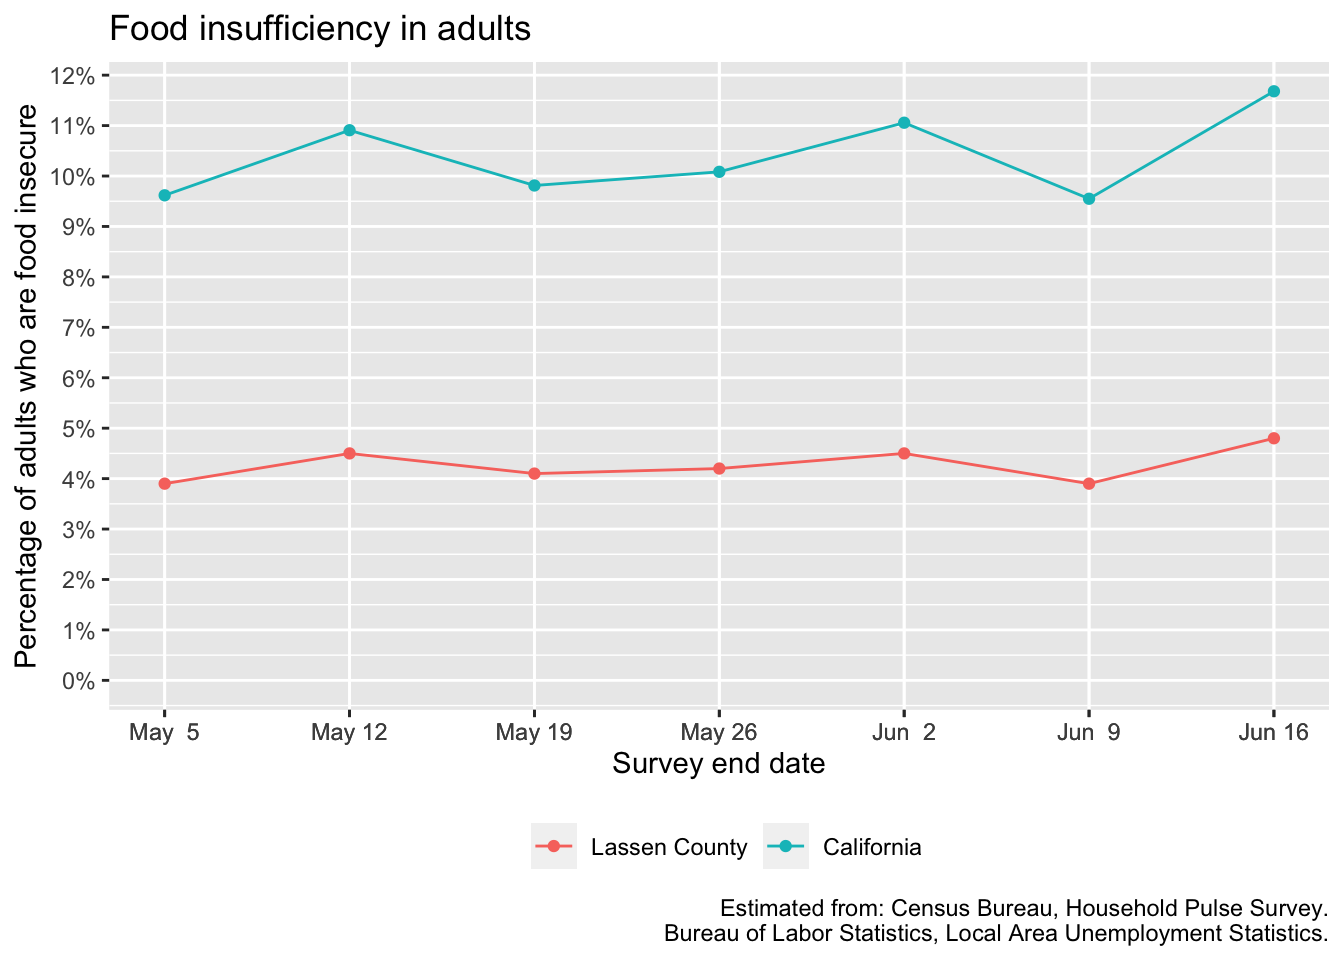 Food insufficiency in adults
Percentage of adults who are food insecure
12%
11%
10%
9%
8%
7%
6%
5%
4%
3%
2%
1%
0%
May  5
May 12
May 19
May 26
Jun  2
Jun  9
Jun 16
Survey end date
Lassen County
California
Estimated from: Census Bureau, Household Pulse Survey.
Bureau of Labor Statistics, Local Area Unemployment Statistics.